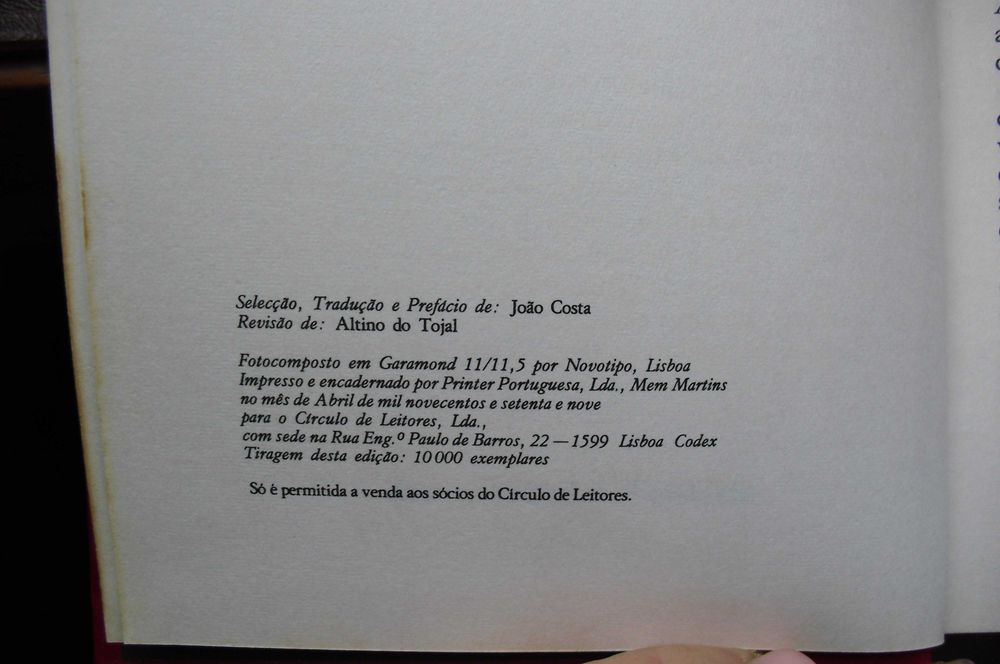 Selecção, Tradução e Prefácio de: João Costa
Revisão de: Altino do Tojal
Fotocomposto em Garamond 11/11,5 por Novotipo, Lisboa
Impresso e encadernado por Printer Portuguesa, Lda., Mem Martins
no mês de Abril de mil novecentos e setenta e nove
para o Círculo de Leitores, Lda.,
com sede na Rua Eng.º Paulo de Barros, 22 — 1599 Lisboa Codex
Tiragem desta edição: 10 000 exemplares
Só é permitida a venda aos sócios do Círculo de Leitores.